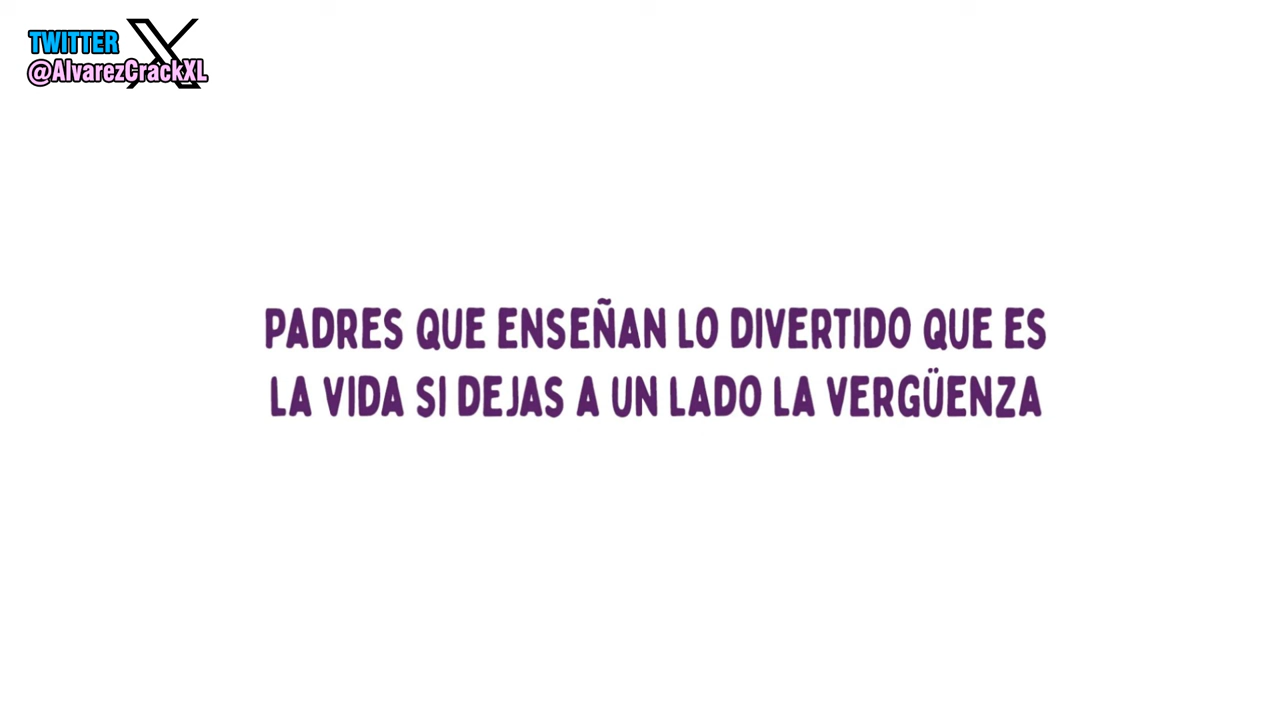 TWITTER
@AlvarezCrackXL
PADRES QUE ENSEÑAN LO DIVERTIDO QUE ES
LA VIDA SI DEJAS A UN LADO LA VERGÜENZA